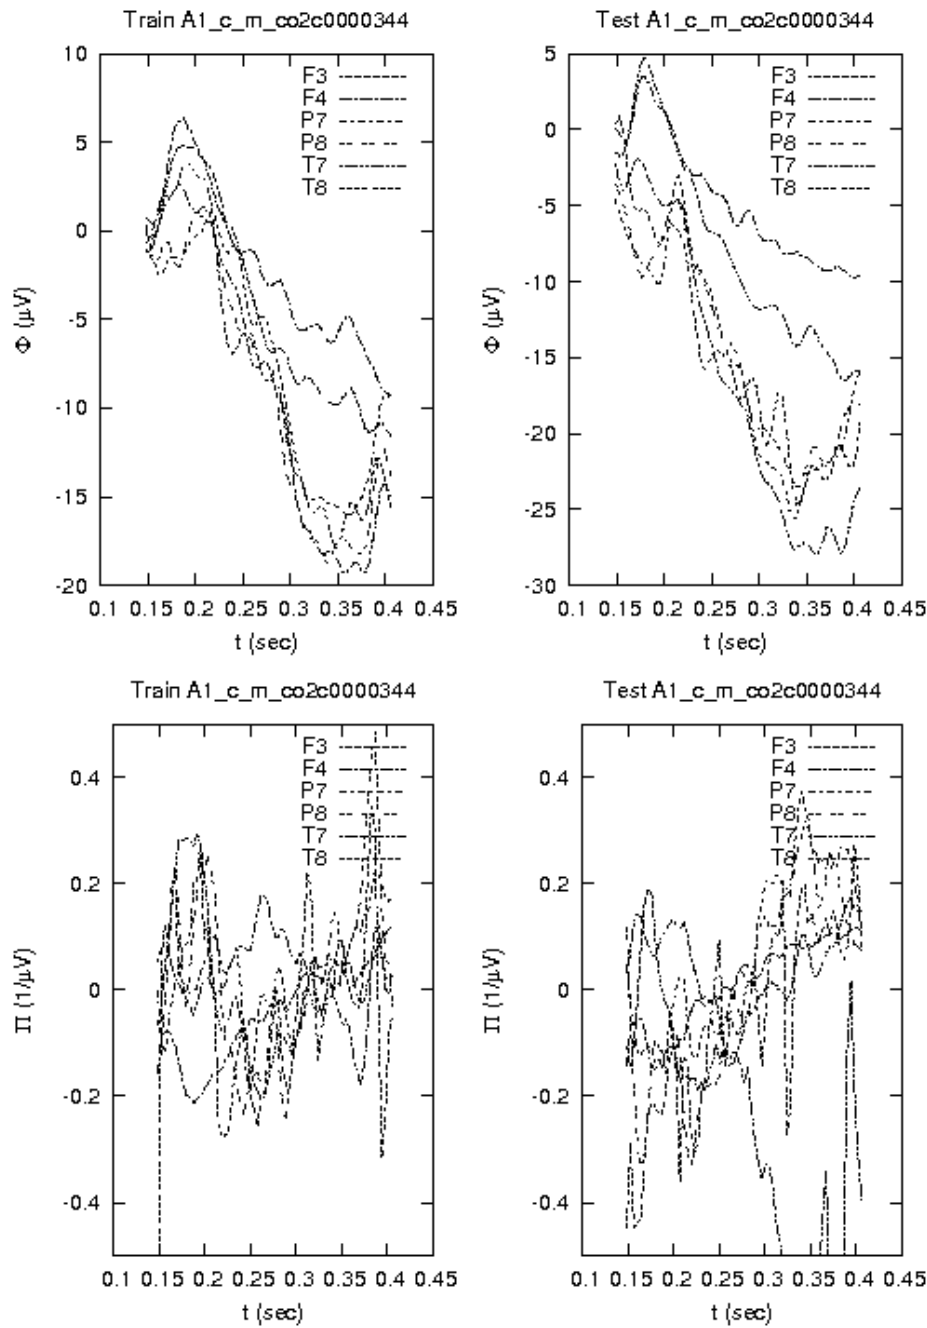 Train A1_c_m_co2c0000344
10
5
0
-5
-10
-15
-20
Φ (μV)
F3
F4
P7
P8
T7
T8
0.1 0.15 0.2 0.25 0.3 0.35 0.4 0.45
t (sec)
Test A1_c_m_co2c0000344
5
0
-5
-10
-15
-20
-25
-30
Φ (μV)
F3
F4
P7
P8
T7
T8
0.1 0.15 0.2 0.25 0.3 0.35 0.4 0.45
t (sec)
Train A1_c_m_co2c0000344
0.4
0.2
0
-0.2
-0.4
Π (1/μV)
F3
F4
P7
P8
T7
T8
0.1 0.15 0.2 0.25 0.3 0.35 0.4 0.45
t (sec)
Test A1_c_m_co2c0000344
0.4
0.2
0
-0.2
-0.4
Π (1/μV)
F3
F4
P7
P8
T7
T8
0.1 0.15 0.2 0.25 0.3 0.35 0.4 0.45
t (sec)